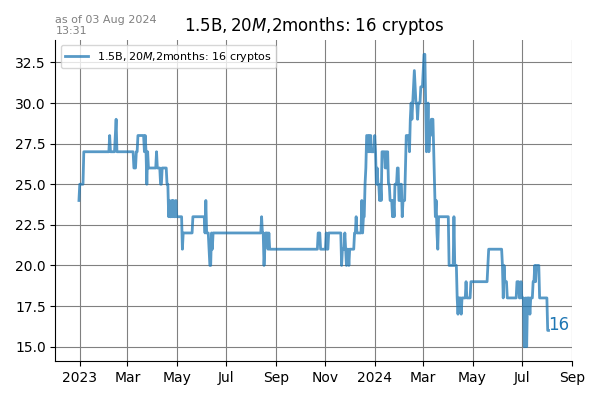 as of 03 Aug 2024
13:31
1.5B, 20M,2months: 16 cryptos
1.5B, 20M,2months: 16 cryptos
32.5
30.0
27.5
25.0
22.5
20.0
17.5
15.0
16
2023 Mar May Jul Sep Nov 2024 Mar May Jul Sep